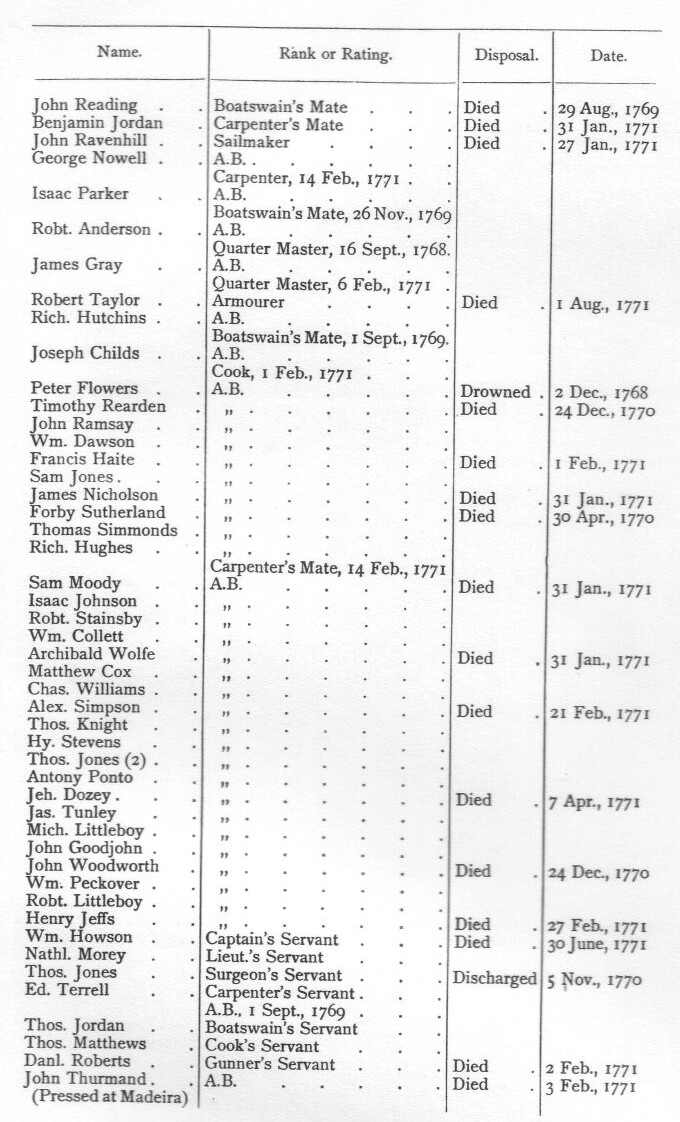 Name. Rank or Rating. Disposal. Date.
John Reading . . Boatswain's Mate . . . Died . 29 Aug., 1769
Benjamin Jordan . Carpenter's Mate . . . Died . 31 Jan., 1771
John Ravenhill . . Sailmaker . . . . Died . 27 Jan., 1771
George Nowell . . A.B. . . . . . .
Carpenter, 14 Feb., 1771 . .
Isaac Parker . . A.B. . . . . .
Boatswain's Mate, 26 Nov., 1769
Robt. Anderson . . A.B. . . . . .
Quarter Master, 16 Sept., 1768.
James Gray . . A.B. . . . . .
Quarter Master, 6 Feb., 1771 .
Robert Taylor . . Armourer . . . . Died . 1 Aug., 1771
Rich. Hutchins . . A.B. . . . . .
Boatswain's Mate, 1 Sept., 1769.
Joseph Childs . . A.B. . . . . .
Cook, 1 Feb., 1771 . . .
Peter Flowers . . A.B. . . . . . Drowned . 2 Dec., 1768
Timothy Rearden . „ . . . . . . Died . 24 Dec., 1770
John Ramsay . . „ . . . . . .
Wm. Dawson . . „ . . . . . .
Francis Haite . . „ . . . . . . Died . 1 Feb., 1771
Sam Jones . . . „ . . . . . .
James Nicholson . „ . . . . . . Died . 31 Jan., 1771
Forby Sutherland . „ . . . . . . Died . 30 Apr., 1770
Thomas Simmonds . „ . . . . . .
Rich. Hughes . . „ . . . . . .
Carpenter's Mate, 14 Feb., 1771
Sam Moody . . A.B. . . . . . Died . 31 Jan., 1771
Isaac Johnson . . „ . . . . . .
Robt. Stainsby . . „ . . . . . .
Wm. Collett . . „ . . . . . .
Archibald Wolfe . „ . . . . . . Died . 31 Jan., 1771
Matthew Cox . . „ . . . . . .
Chas. Williams . . „ . . . . . .
Alex. Simpson . . „ . . . . . . Died . 21 Feb., 1771
Thos. Knight . . „ . . . . . .
Hy. Stevens . . „ . . . . . .
Thos. Jones (2) . . „ . . . . . .
Antony Ponto . . „ . . . . . .
Jeh. Dozey . . . „ . . . . . . Died . 7 Apr., 1771
Jas. Tunley . . „ . . . . . .
Mich. Littleboy . . „ . . . . . .
John Goodjohn . . „ . . . . . .
John Woodworth . „ . . . . . . Died . 24 Dec., 1770
Wm. Peckover . . „ . . . . . .
Robt. Littleboy . . „ . . . . . .
Henry Jeffs . . „ . . . . . . Died . 27 Feb., 1771
Wm. Howson . . Captain's Servant . . . Died . 30 June, 1771
Nathl. Morey . . Lieut.'s Servant . . .
Thos. Jones . . Surgeon's Servant . . . Discharged 5 Nov., 1770
Ed. Terrell . . Carpenter's Servant . . .
A.B., 1 Sept., 1769 . . .
Thos. Jordan . . Boatswain's Servant . .
Thos. Matthews . Cook's Servant . . .
Danl. Roberts . . Gunner's Servant . . . Died . 2 Feb., 1771
John Thurmand . . A.B. . . . . . Died . 3 Feb., 1771
(Pressed at Madeira)